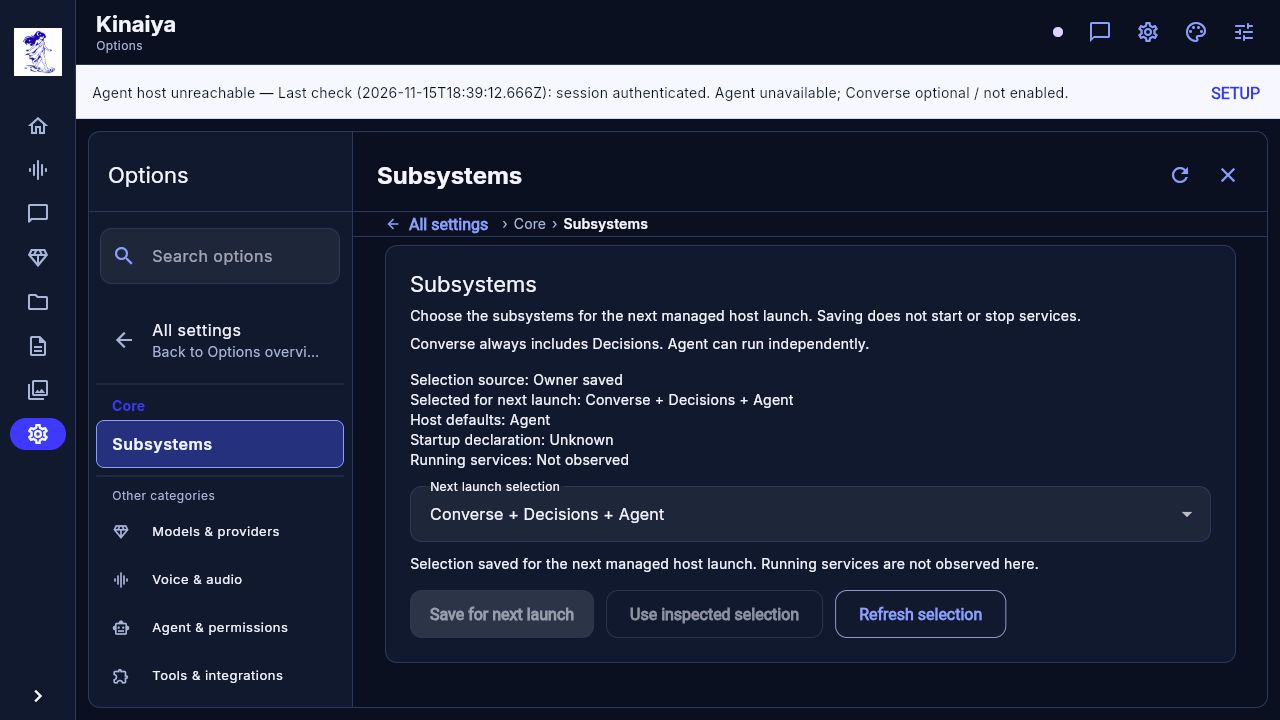 Kinaiya
Options
Agent host unreachable — Last check (2026-11-15T18:39:12.666Z): session authenticated. Agent unavailable; Converse optional / not enabled.
SETUP
Options
Search options
All settings
Back to Options overvi...
Core
Subsystems
Other categories
Models & providers
Voice & audio
Agent & permissions
Tools & integrations
Subsystems
All settings › Core › Subsystems
Subsystems
Choose the subsystems for the next managed host launch. Saving does not start or stop services.
Converse always includes Decisions. Agent can run independently.
Selection source: Owner saved
Selected for next launch: Converse + Decisions + Agent
Host defaults: Agent
Startup declaration: Unknown
Running services: Not observed
Next launch selection
Converse + Decisions + Agent
Selection saved for the next managed host launch. Running services are not observed here.
Save for next launch
Use inspected selection
Refresh selection